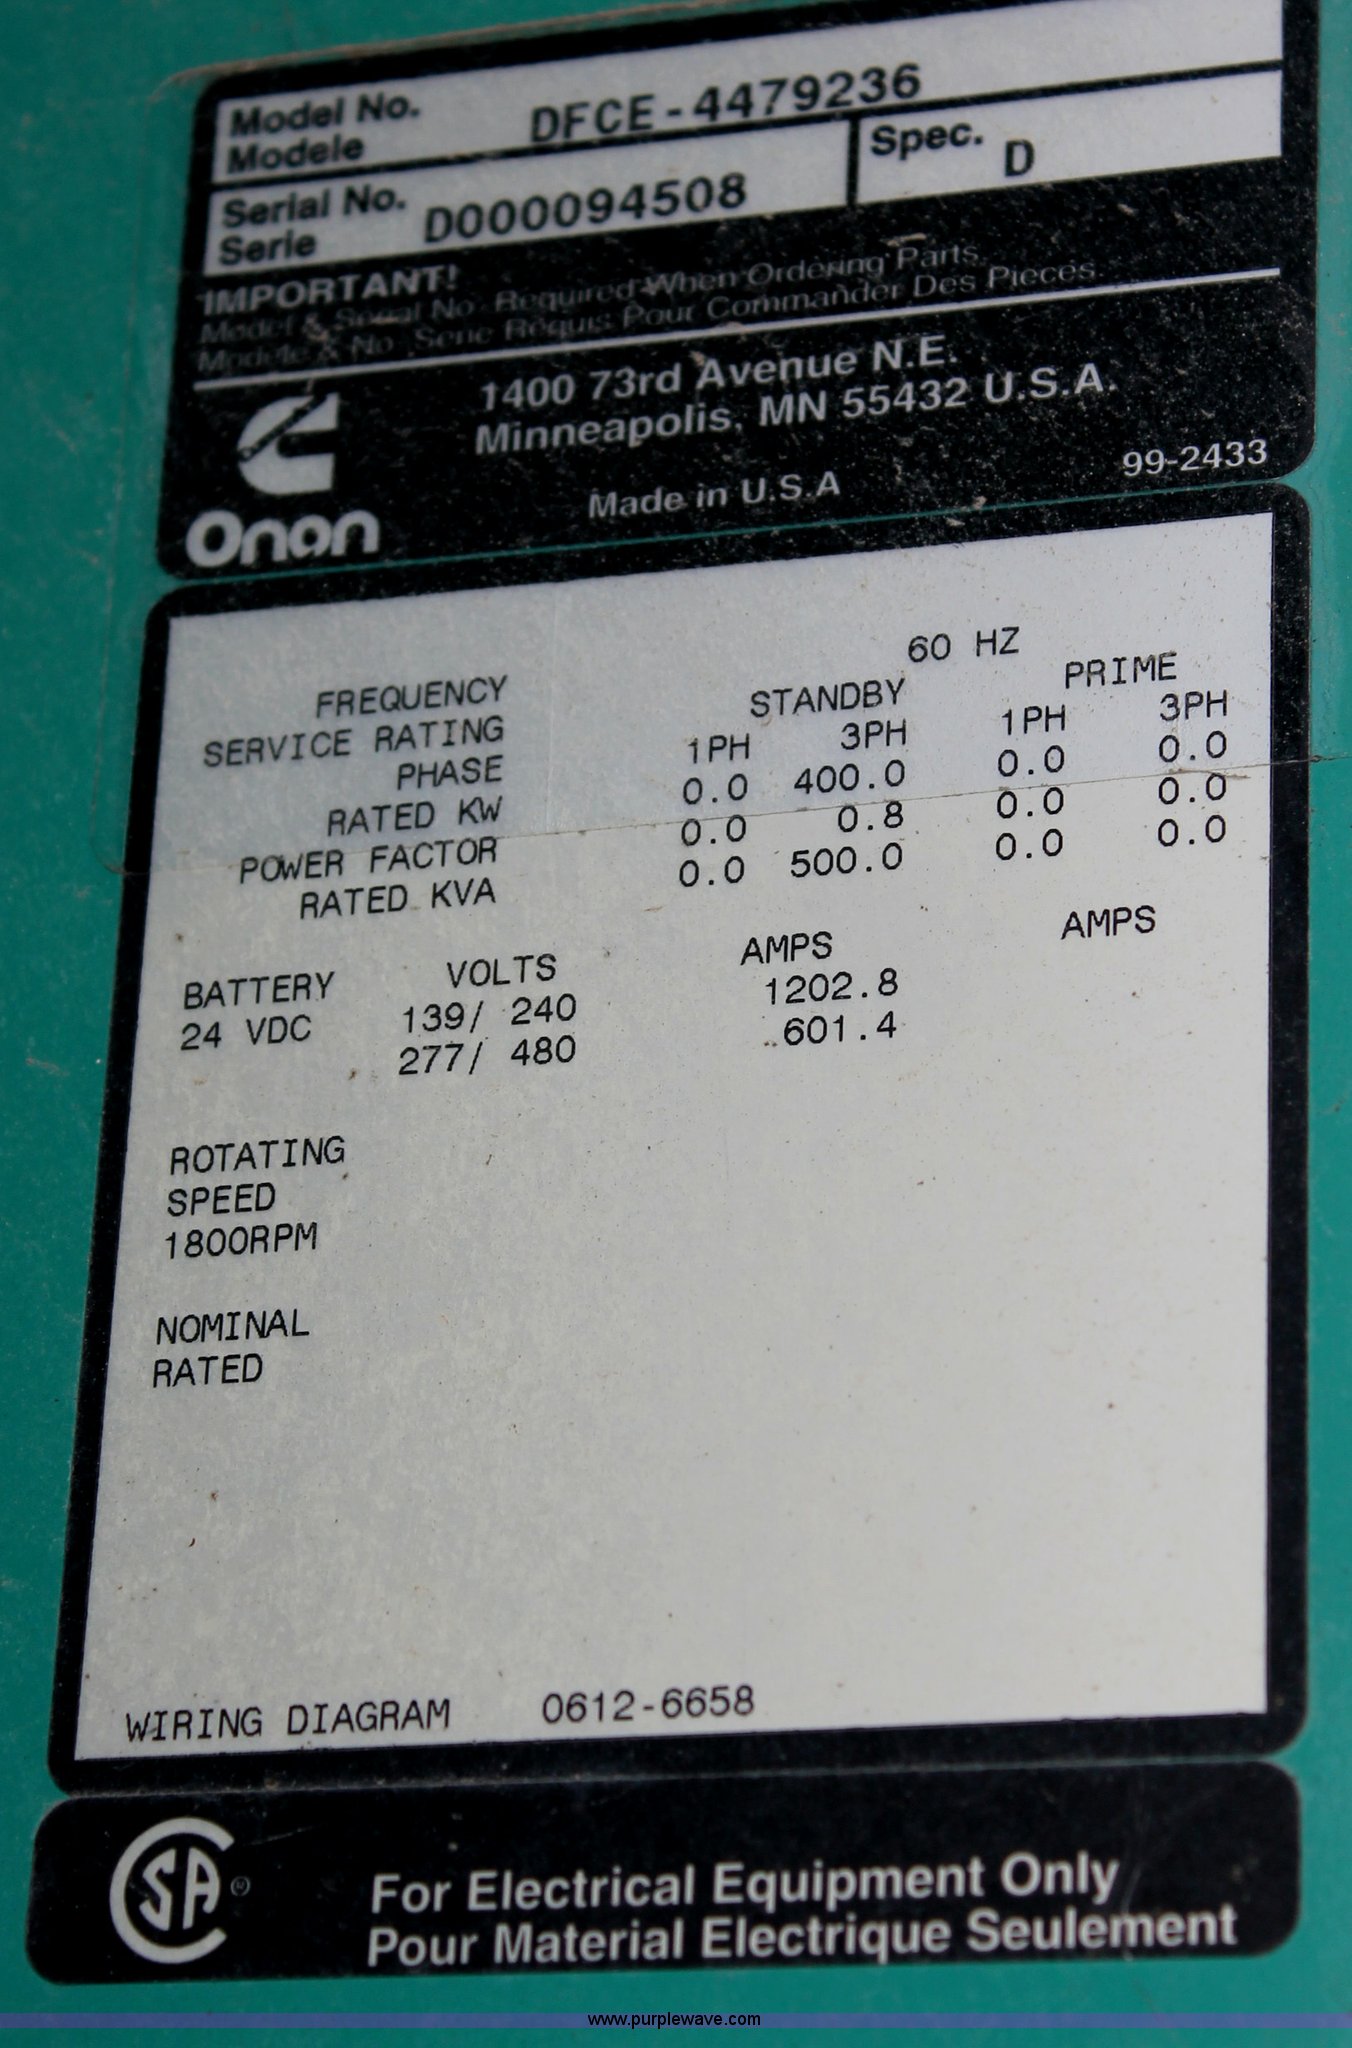 Model No. DFCE-4479236
Modele
Serial No. D000094508 Spec. D
Serie
IMPORTANT!
Model & Serial No. Required When Ordering Parts.
Modele & No. Serie Requis Pour Commander Des Pieces.
1400 73rd Avenue N.E.
Minneapolis, MN 55432 U.S.A.
99-2433
Made in U.S.A
Onan
FREQUENCY 60 HZ
SERVICE RATING STANDBY PRIME
PHASE 1PH 3PH 1PH 3PH
RATED KW 0.0 400.0 0.0 0.0
POWER FACTOR 0.0 0.8 0.0 0.0
RATED KVA 0.0 500.0 0.0 0.0
BATTERY VOLTS AMPS AMPS
24 VDC 139/ 240 1202.8
277/ 480 601.4
ROTATING
SPEED
1800RPM
NOMINAL
RATED
WIRING DIAGRAM 0612-6658
CSA ®
For Electrical Equipment Only
Pour Material Electrique Seulement
www.purplewave.com